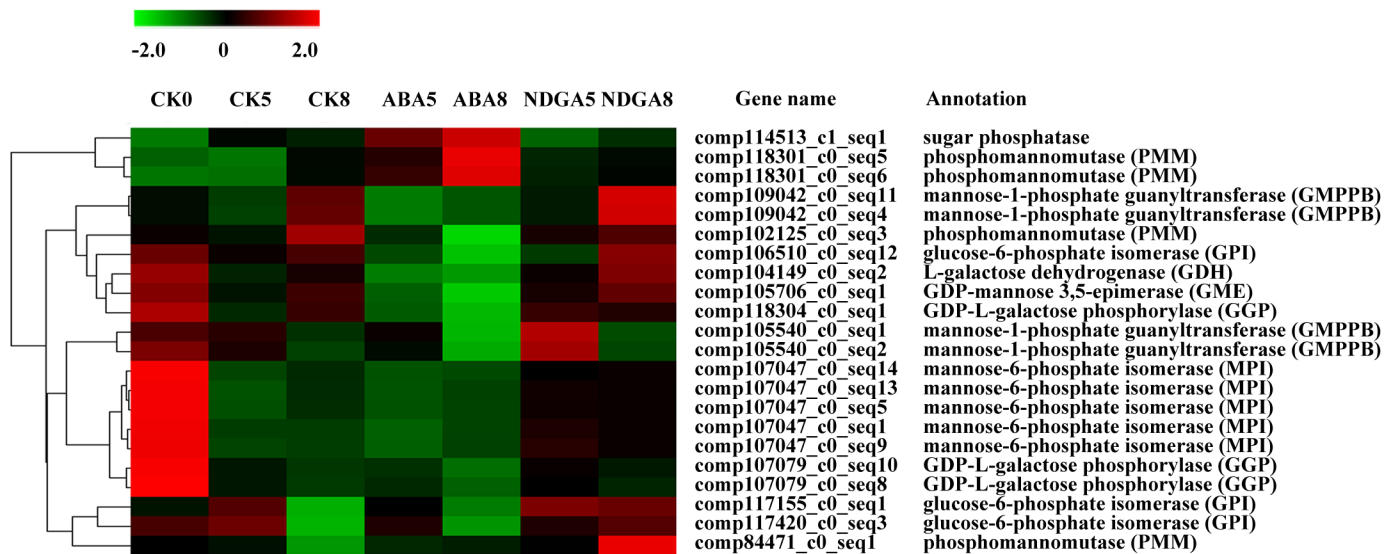 -2.0 0 2.0
CK0 CK5 CK8 ABA5 ABA8 NDGA5 NDGA8 Gene name Annotation
comp114513_c1_seq1 sugar phosphatase
comp118301_c0_seq5 phosphomannomutase (PMM)
comp118301_c0_seq6 phosphomannomutase (PMM)
comp109042_c0_seq11 mannose-1-phosphate guanyltransferase (GMPPB)
comp109042_c0_seq4 mannose-1-phosphate guanyltransferase (GMPPB)
comp102125_c0_seq3 phosphomannomutase (PMM)
comp106510_c0_seq12 glucose-6-phosphate isomerase (GPI)
comp104149_c0_seq2 L-galactose dehydrogenase (GDH)
comp105706_c0_seq1 GDP-mannose 3,5-epimerase (GME)
comp118304_c0_seq1 GDP-L-galactose phosphorylase (GGP)
comp105540_c0_seq1 mannose-1-phosphate guanyltransferase (GMPPB)
comp105540_c0_seq2 mannose-1-phosphate guanyltransferase (GMPPB)
comp107047_c0_seq14 mannose-6-phosphate isomerase (MPI)
comp107047_c0_seq13 mannose-6-phosphate isomerase (MPI)
comp107047_c0_seq5 mannose-6-phosphate isomerase (MPI)
comp107047_c0_seq1 mannose-6-phosphate isomerase (MPI)
comp107047_c0_seq9 mannose-6-phosphate isomerase (MPI)
comp107079_c0_seq10 GDP-L-galactose phosphorylase (GGP)
comp107079_c0_seq8 GDP-L-galactose phosphorylase (GGP)
comp117155_c0_seq1 glucose-6-phosphate isomerase (GPI)
comp117420_c0_seq3 glucose-6-phosphate isomerase (GPI)
comp84471_c0_seq1 phosphomannomutase (PMM)